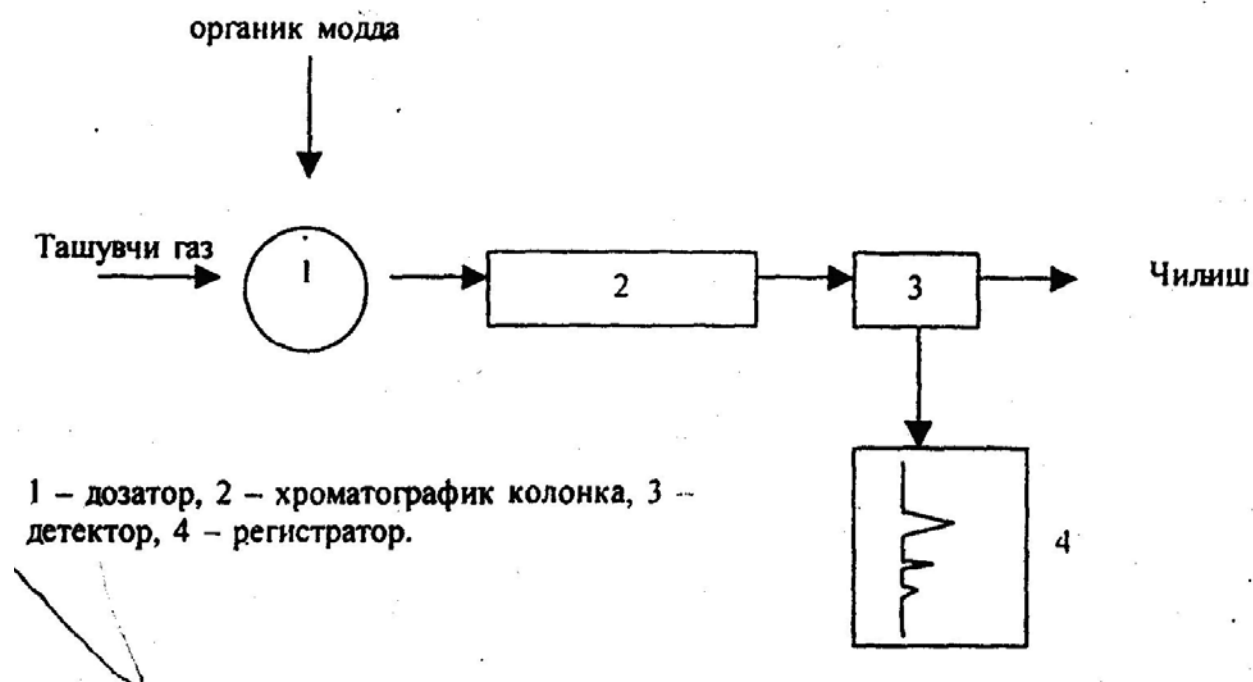 органик модда
Ташувчи газ
1
2
3
Чилиш
1 – дозатор, 2 – хроматографик колонка, 3 –
детектор, 4 – регистратор.
4